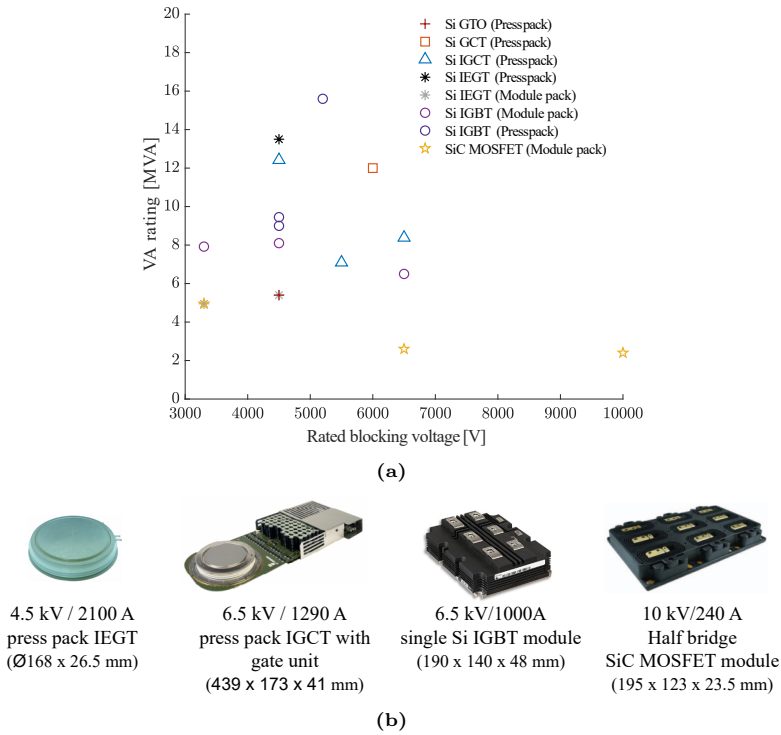 20
18
16
14
12
10
8
6
4
2
0
VA rating [MVA]
3000 4000 5000 6000 7000 8000 9000 10000
Rated blocking voltage [V]
Si GTO (Presspack)
Si GCT (Presspack)
Si IGCT (Presspack)
Si IEGT (Presspack)
Si IEGT (Module pack)
Si IGBT (Module pack)
Si IGBT (Presspack)
SiC MOSFET (Module pack)
(a)
4.5 kV / 2100 A
press pack IEGT
(Ø168 x 26.5 mm)
6.5 kV / 1290 A
press pack IGCT with
gate unit
(439 x 173 x 41 mm)
6.5 kV/1000A
single Si IGBT module
(190 x 140 x 48 mm)
10 kV/240 A
Half bridge
SiC MOSFET module
(195 x 123 x 23.5 mm)
(b)